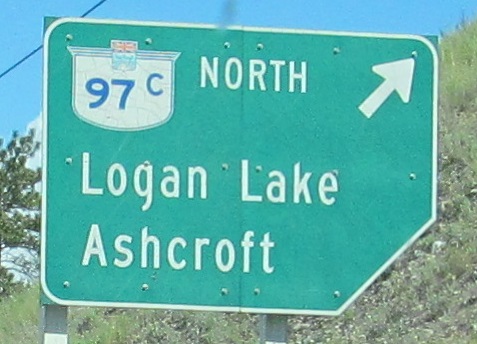 97 C NORTH
Logan Lake
Ashcroft